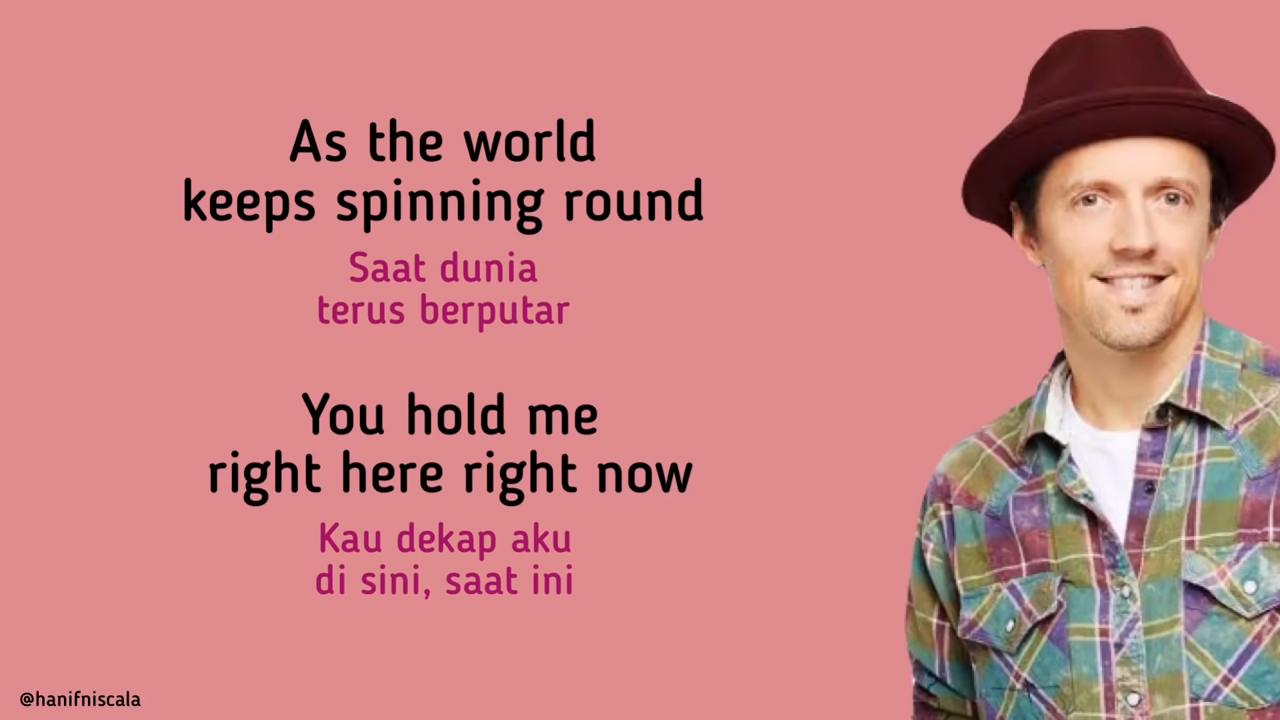 As the world
keeps spinning round
Saat dunia
terus berputar
You hold me
right here right now
Kau dekap aku
di sini, saat ini
@hanifniscala